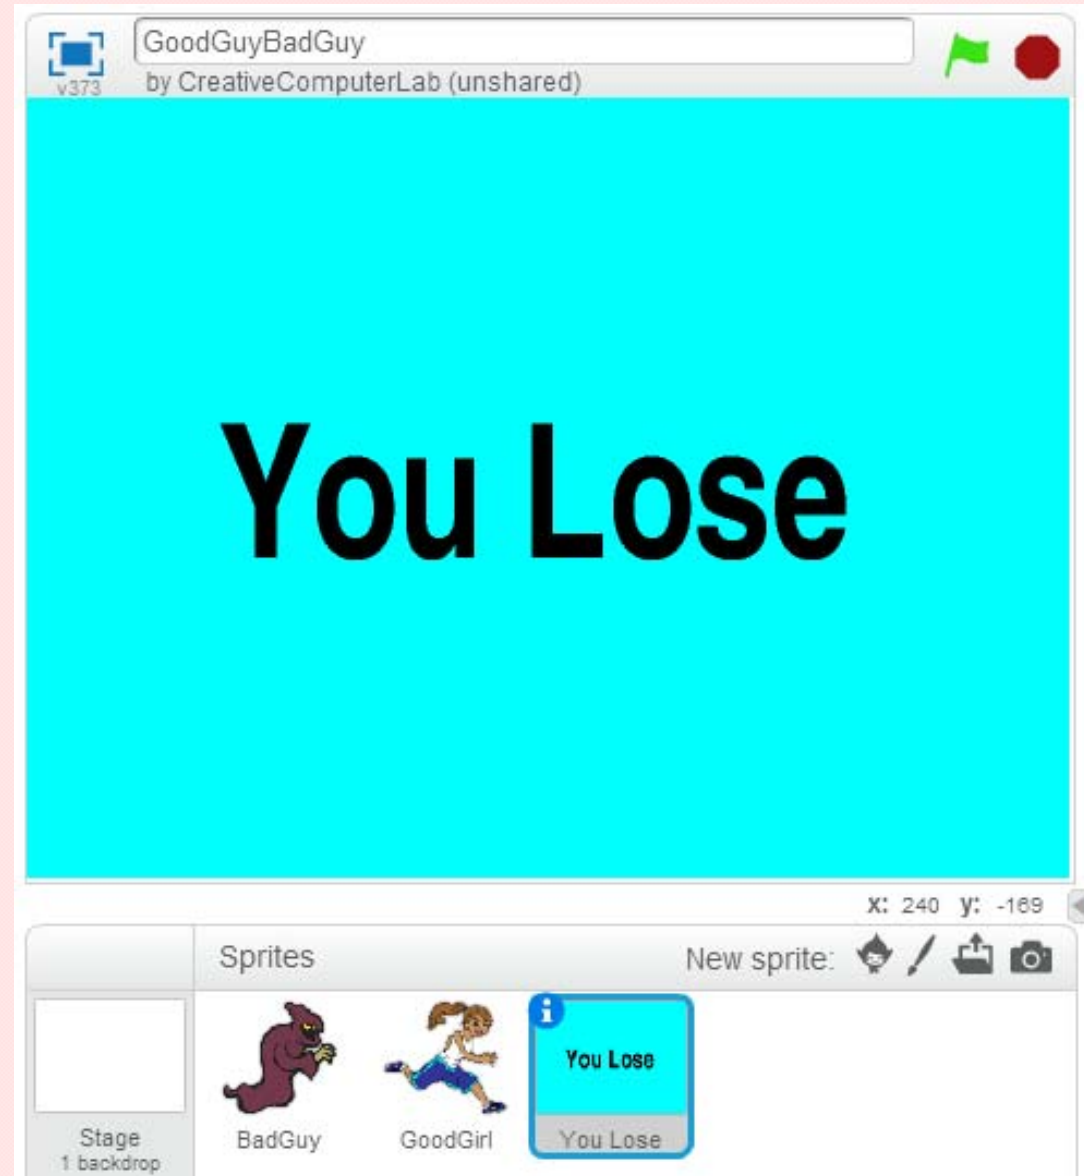 GoodGuyBadGuy
v373
by CreativeComputerLab (unshared)
You Lose
x: 240 y: -169
Sprites
New sprite:
i
You Lose
Stage
1 backdrop
BadGuy
GoodGirl
You Lose